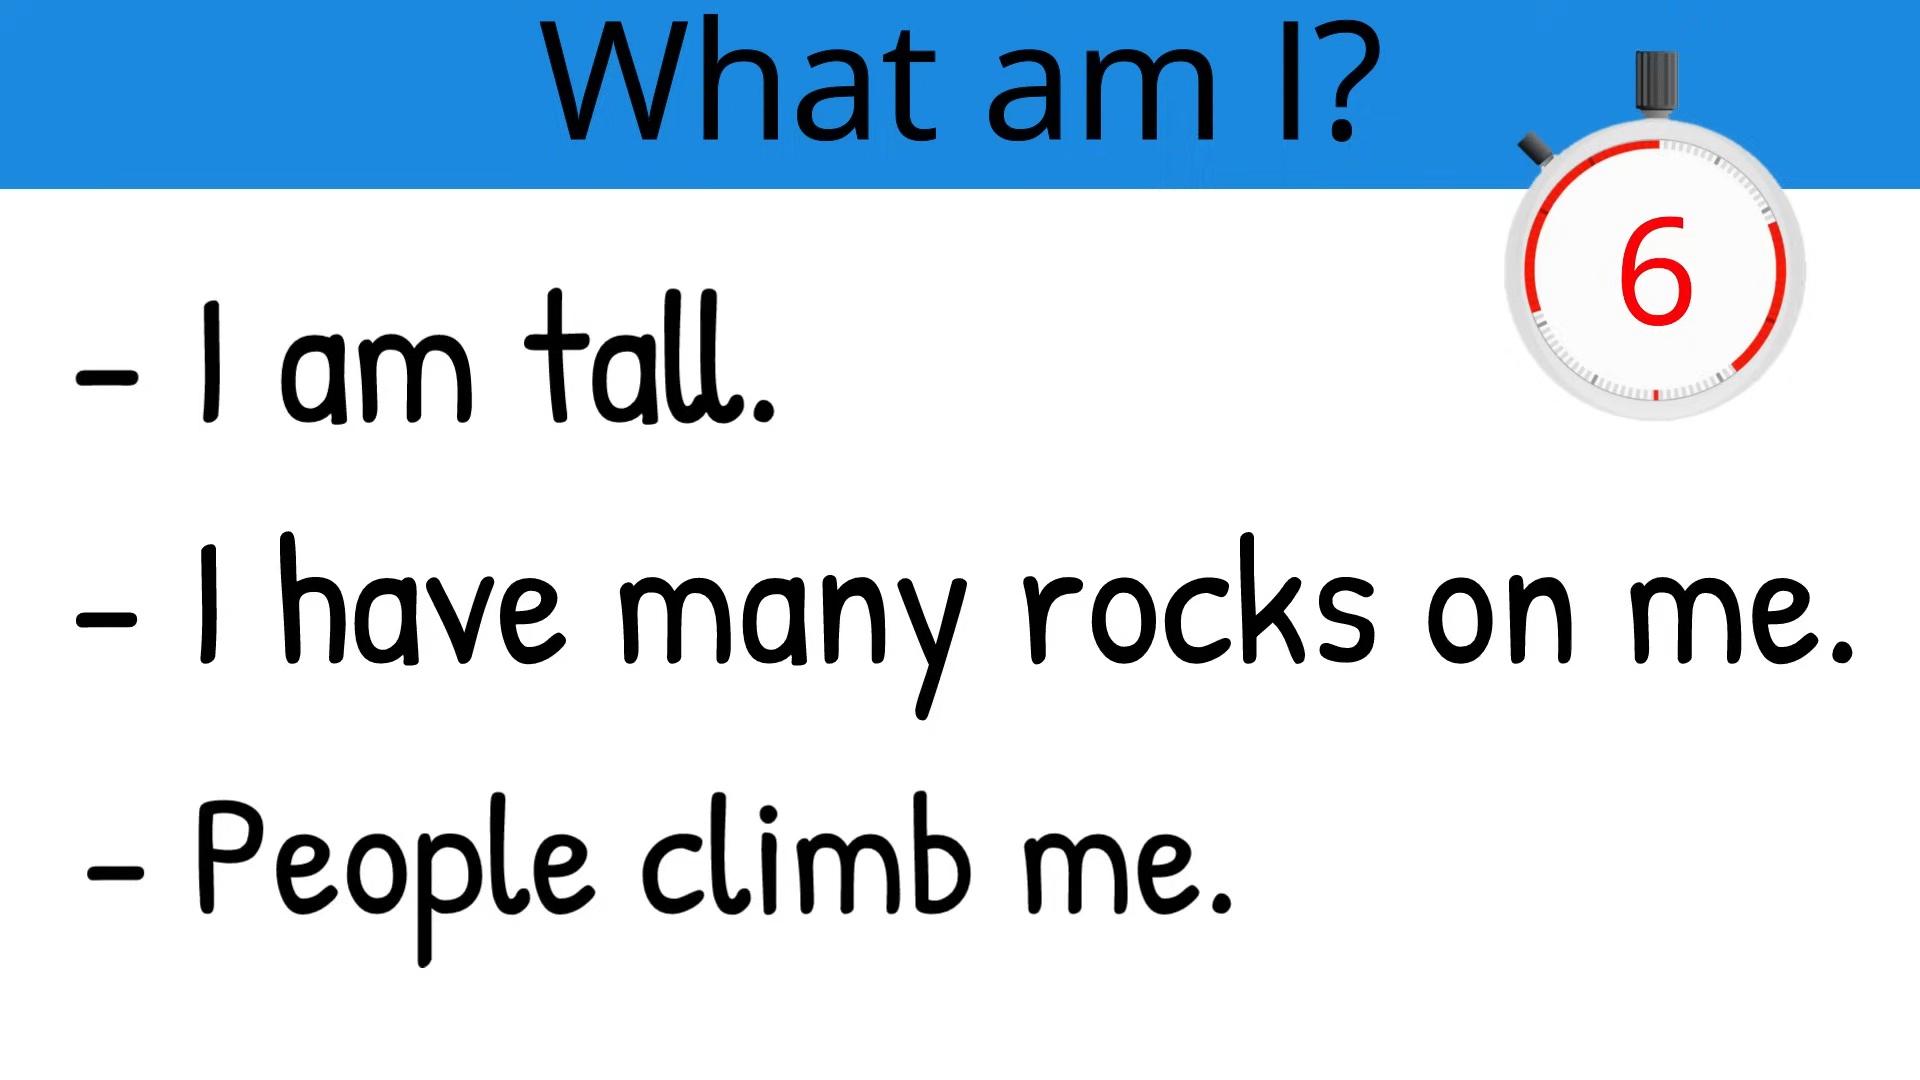 What am I?
6
- I am tall.
- I have many rocks on me.
- People climb me.